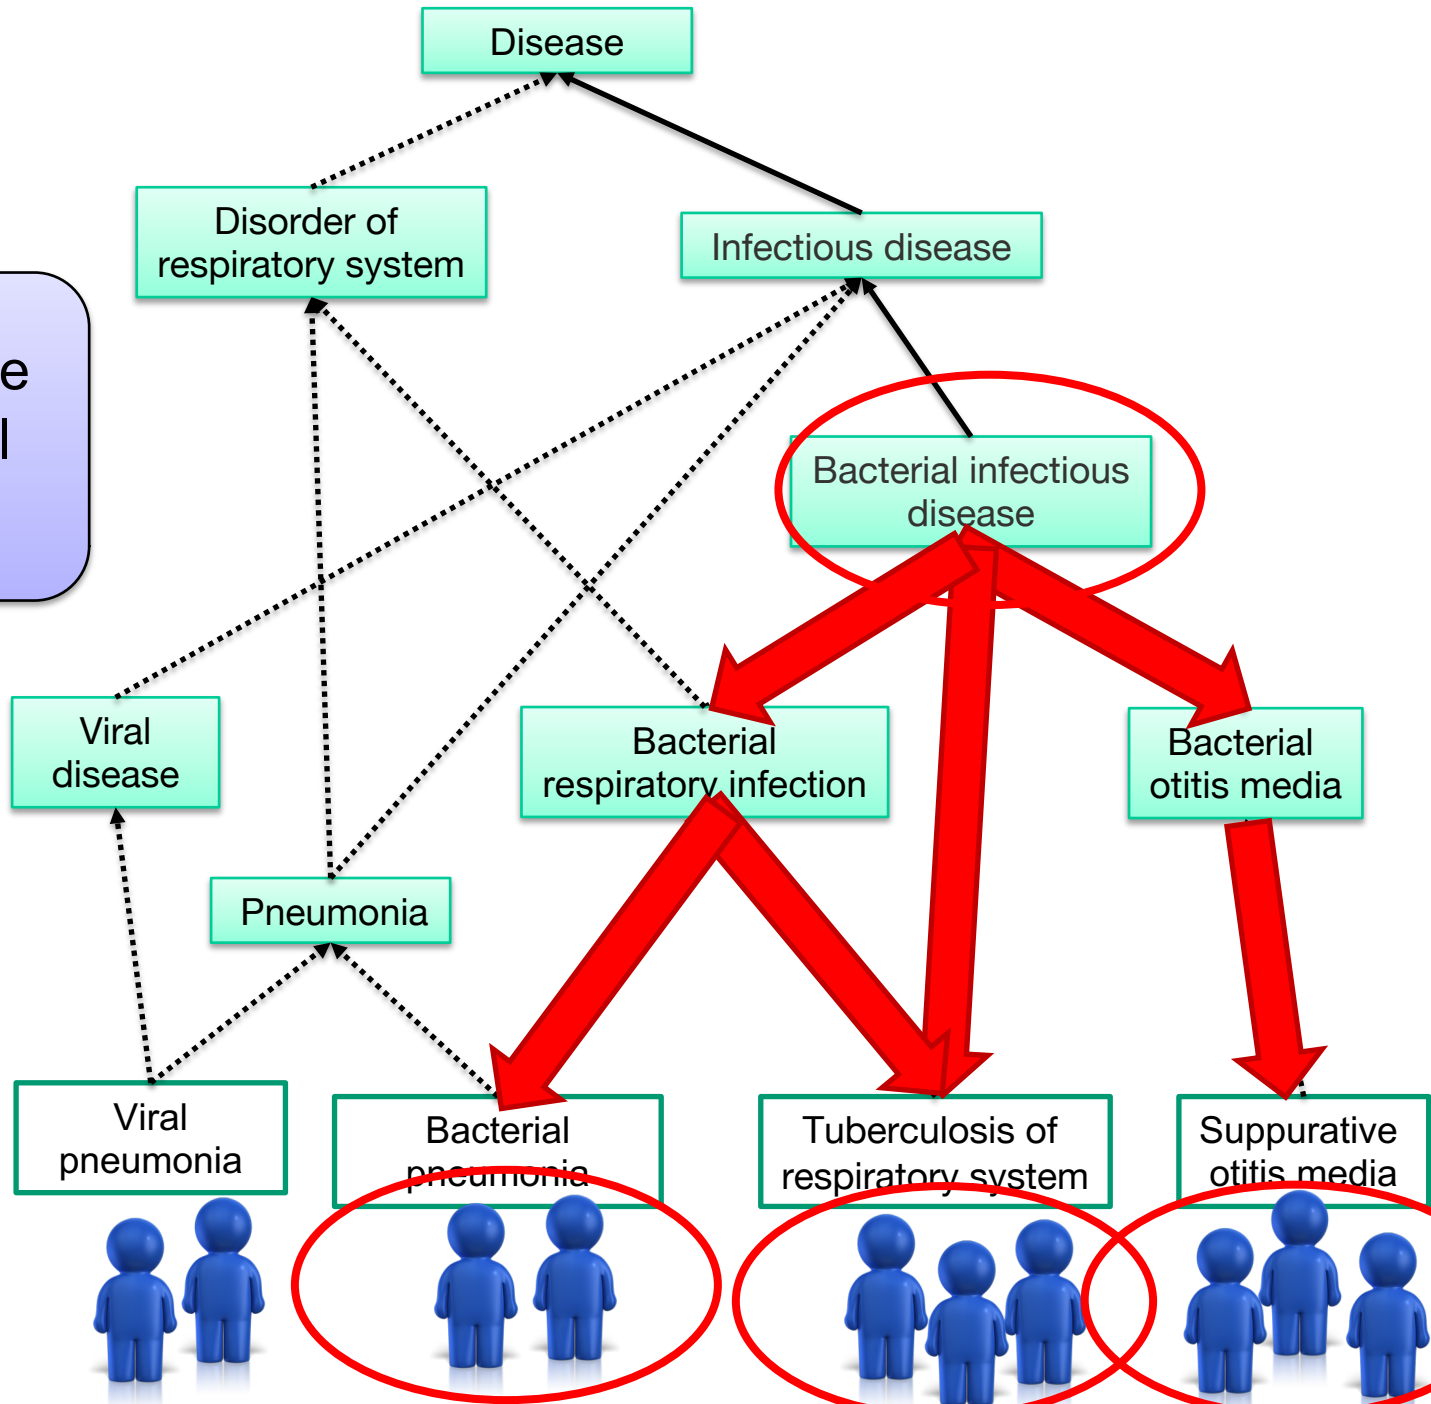 Disease
Disorder of
respiratory system
Infectious disease
e
l
Bacterial infectious
disease
Viral
disease
Bacterial
respiratory infection
Bacterial
otitis media
Pneumonia
Viral
pneumonia
Bacterial
pneumonia
Tuberculosis of
respiratory system
Suppurative
otitis media